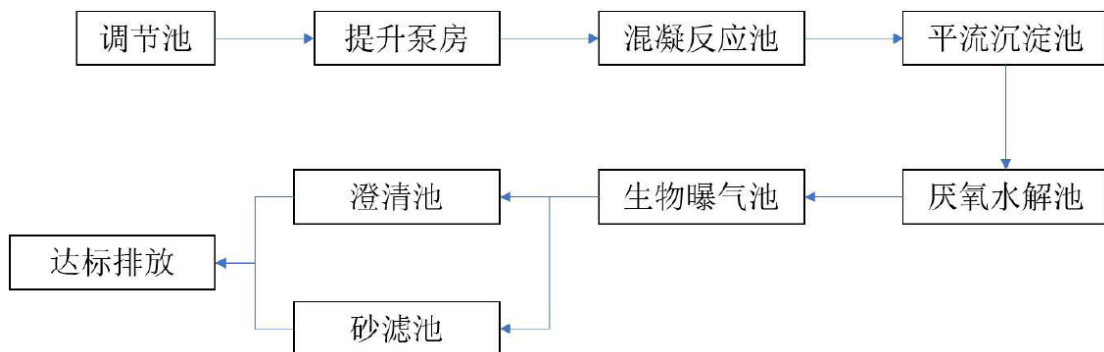 调节池
提升泵房
混凝反应池
平流沉淀池
厌氧水解池
生物曝气池
澄清池
砂滤池
达标排放